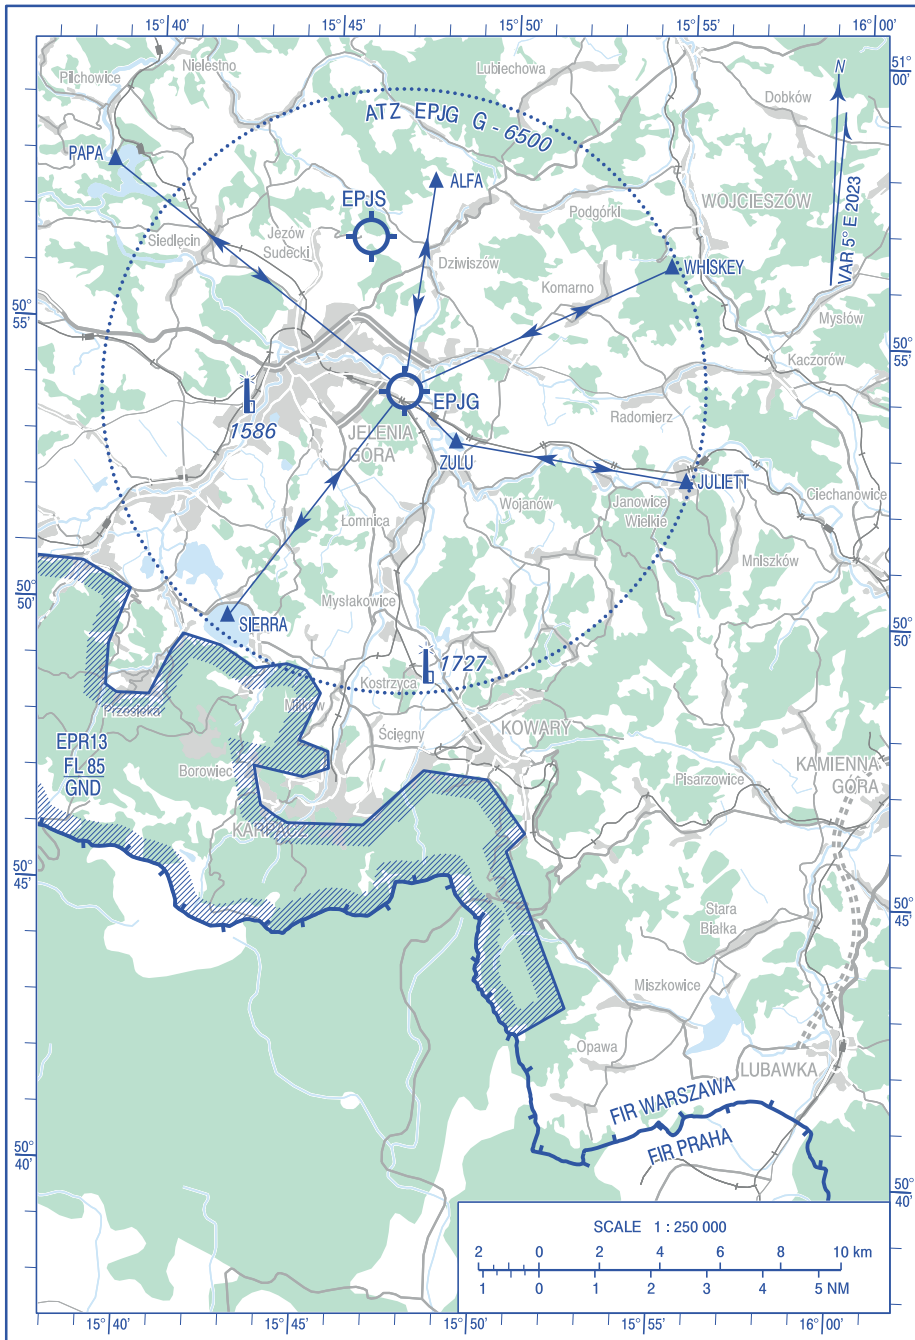 15° 40' 15° 45' 15° 50' 15° 55' 16° 00'
51° 00'
Pilchowice
Nielestno
Lubiechowa
Dobków
N
VAR 5° E 2023
ATZ EPJG G - 6500
PAPA
ALFA
EPJS
Podgórki
WOJCIESZÓW
Siedlęcin
Jeżów
Sudecki
Dziwiszów
WHISKEY
Komarno
50° 55'
Mysłów
50° 55'
Kaczorów
1586
EPJG
Radomierz
JELENIA
GÓRA
ZULU
JULIETT
Wojanów
Janowice
Wielkie
Ciechanowice
Łomnica
Mniszków
50° 50'
Mysłakowice
SIERRA
50° 50'
1727
Kostrzyca
Przesieka
Miłków
Ściegny
KOWARY
EPR13
FL 85
GND
Borowiec
Pisarzowice
KAMIENNA
GÓRA
KARPACZ
50° 45'
Stara
Białka
50° 45'
Miszkowice
Opawa
LUBAWKA
FIR WARSZAWA
FIR PRAHA
50° 40'
50° 40'
SCALE 1 : 250 000
2 0 2 4 6 8 10 km
1 0 1 2 3 4 5 NM
15° 40' 15° 45' 15° 50' 15° 55' 16° 00'